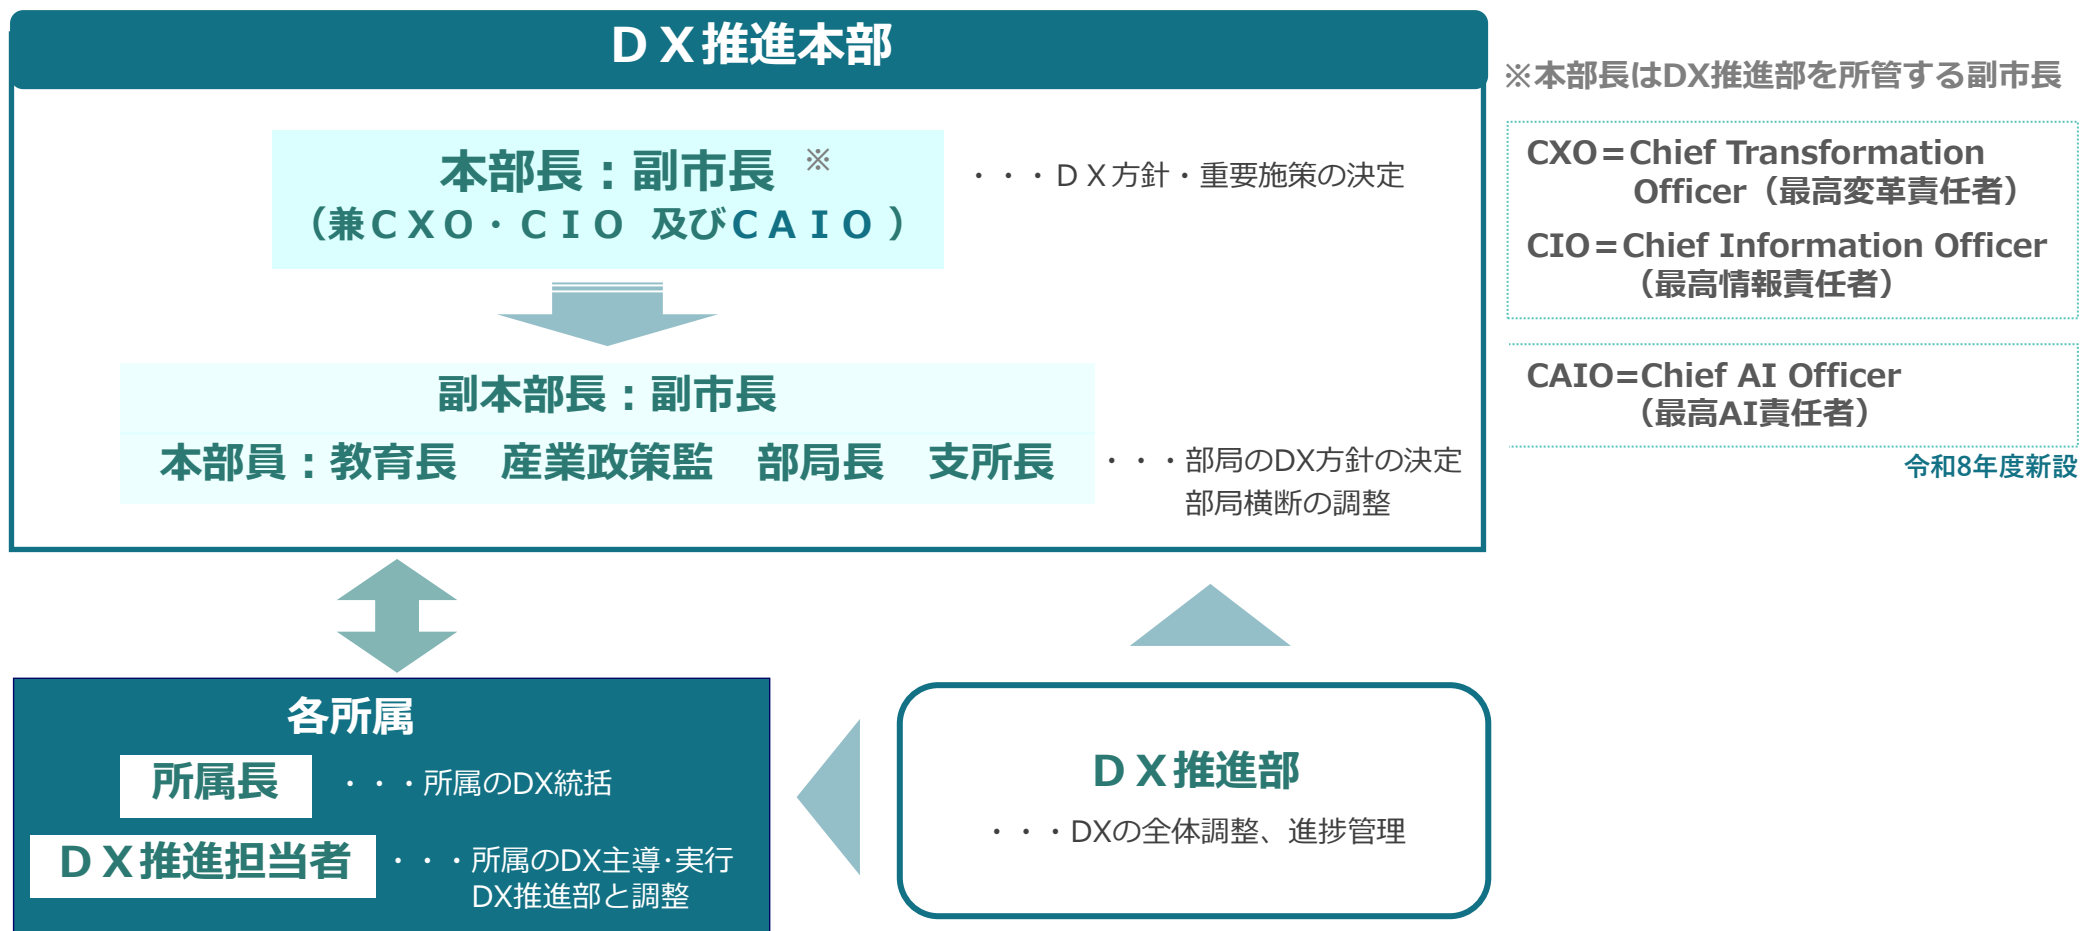 ＤＸ推進本部
※本部長はDX推進部を所管する副市長
本部長：副市長 ※
（兼ＣＸＯ・ＣＩＯ 及びＣＡＩＯ）
・・・ＤＸ方針・重要施策の決定
CXO＝Chief Transformation
Officer（最高変革責任者）
CIO＝Chief Information Officer
（最高情報責任者）
CAIO=Chief AI Officer
（最高AI責任者）
令和8年度新設
副本部長：副市長
本部員：教育長　産業政策監　部局長　支所長
・・・部局のDX方針の決定
部局横断の調整
各所属
所属長
・・・所属のDX統括
ＤＸ推進担当者
・・・所属のDX主導･実行
DX推進部と調整
ＤＸ推進部
・・・DXの全体調整、進捗管理